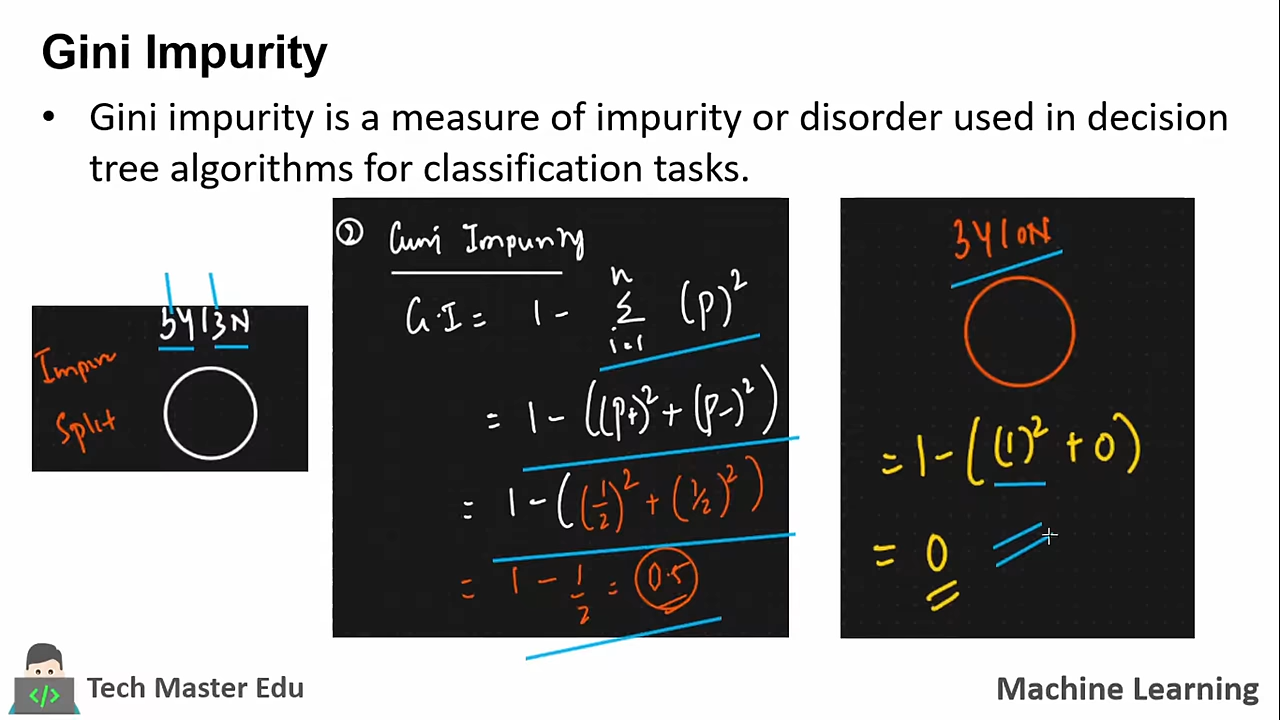 Gini Impurity
• Gini impurity is a measure of impurity or disorder used in decision
tree algorithms for classification tasks.
3Y|3N
Impure
Split
② Gini Impurity
G.I = 1 - n Σ i=1 (p)²
= 1 - ((p+)² + (p-)²)
= 1 - ((1/2)² + (1/2)²)
= 1 - 1/2 = 0.5
3Y|0N
= 1 - ((1)² + 0)
= 0
</> Tech Master Edu
Machine Learning